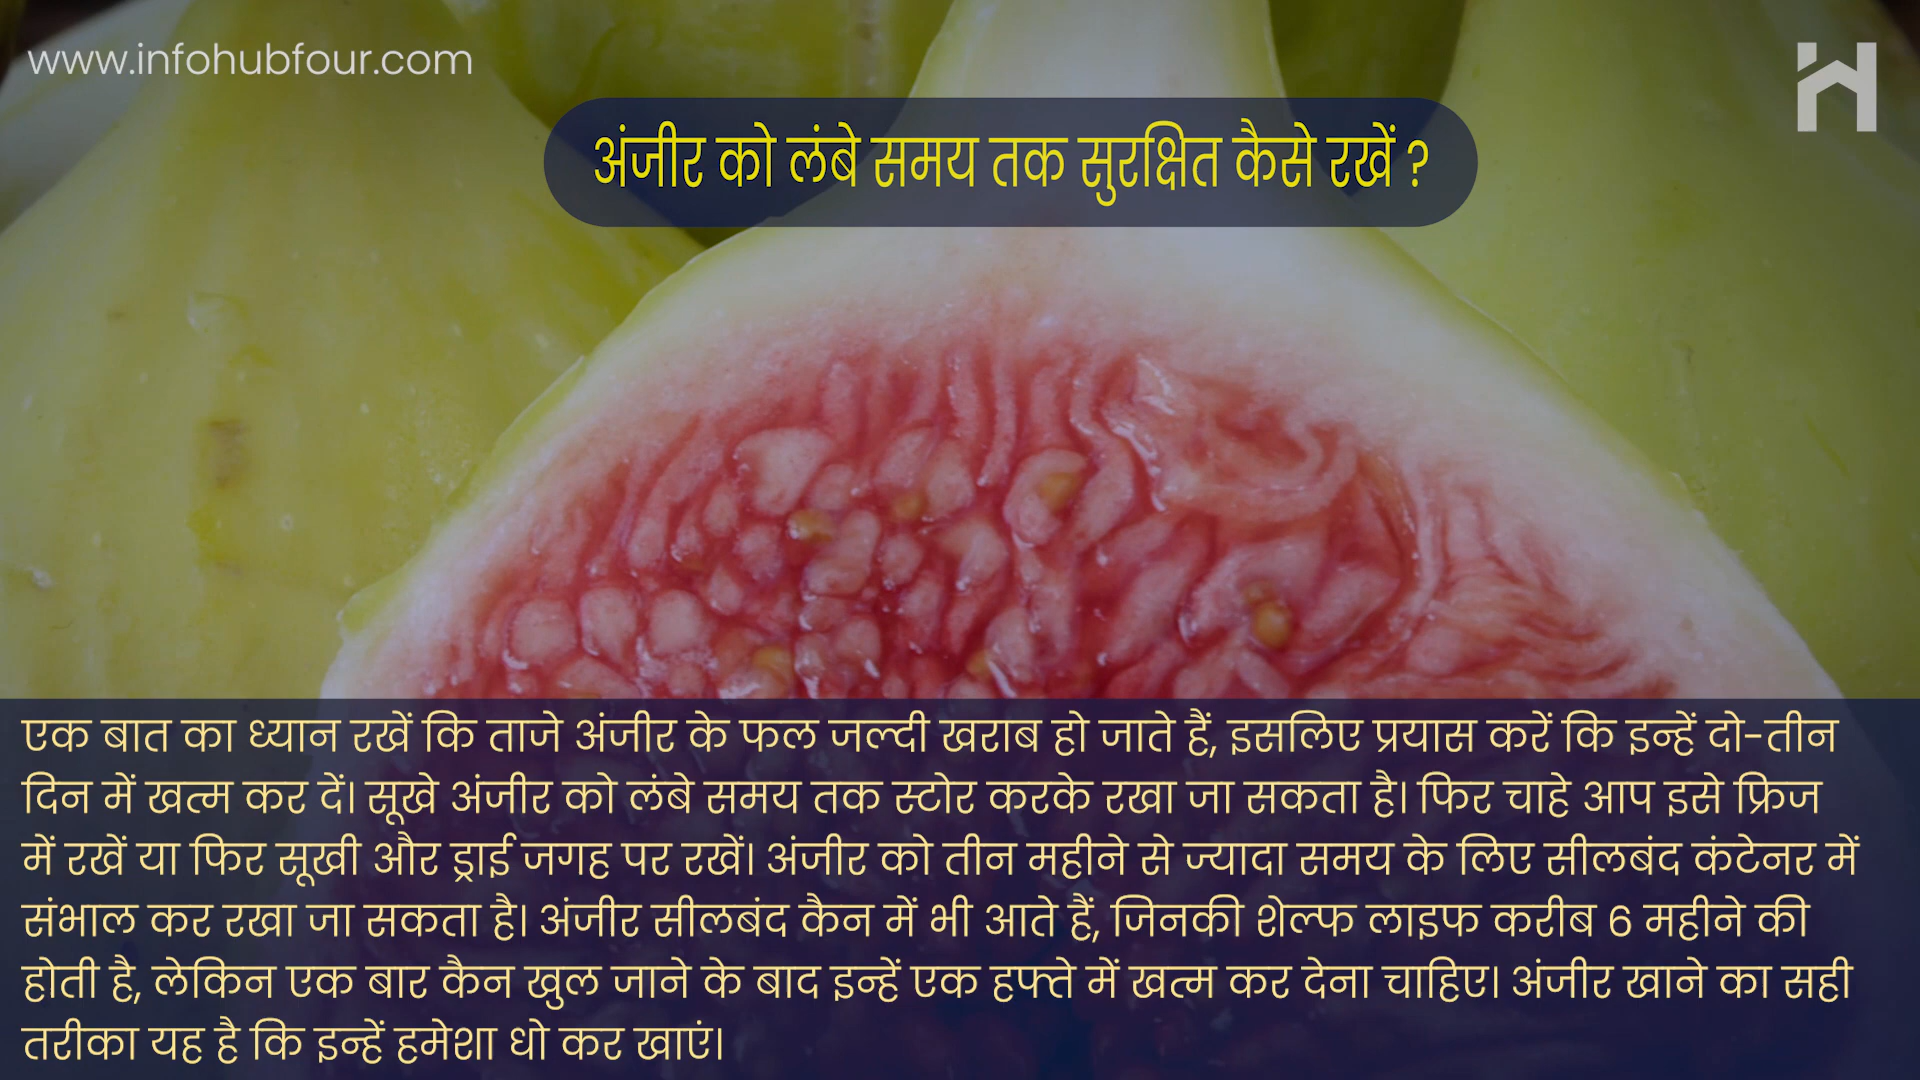 www.infohubfour.com
अंजीर को लंबे समय तक सुरक्षित कैसे रखें ?
एक बात का ध्यान रखें कि ताजे अंजीर के फल जल्दी खराब हो जाते हैं, इसलिए प्रयास करें कि इन्हें दो-तीन
दिन में खत्म कर दें। सूखे अंजीर को लंबे समय तक स्टोर करके रखा जा सकता है। फिर चाहे आप इसे फ्रिज
में रखें या फिर सूखी और ड्राई जगह पर रखें। अंजीर को तीन महीने से ज्यादा समय के लिए सीलबंद कंटेनर में
संभाल कर रखा जा सकता है। अंजीर सीलबंद कैन में भी आते हैं, जिनकी शेल्फ लाइफ करीब 6 महीने की
होती है, लेकिन एक बार कैन खुल जाने के बाद इन्हें एक हफ्ते में खत्म कर देना चाहिए। अंजीर खाने का सही
तरीका यह है कि इन्हें हमेशा धो कर खाएं।